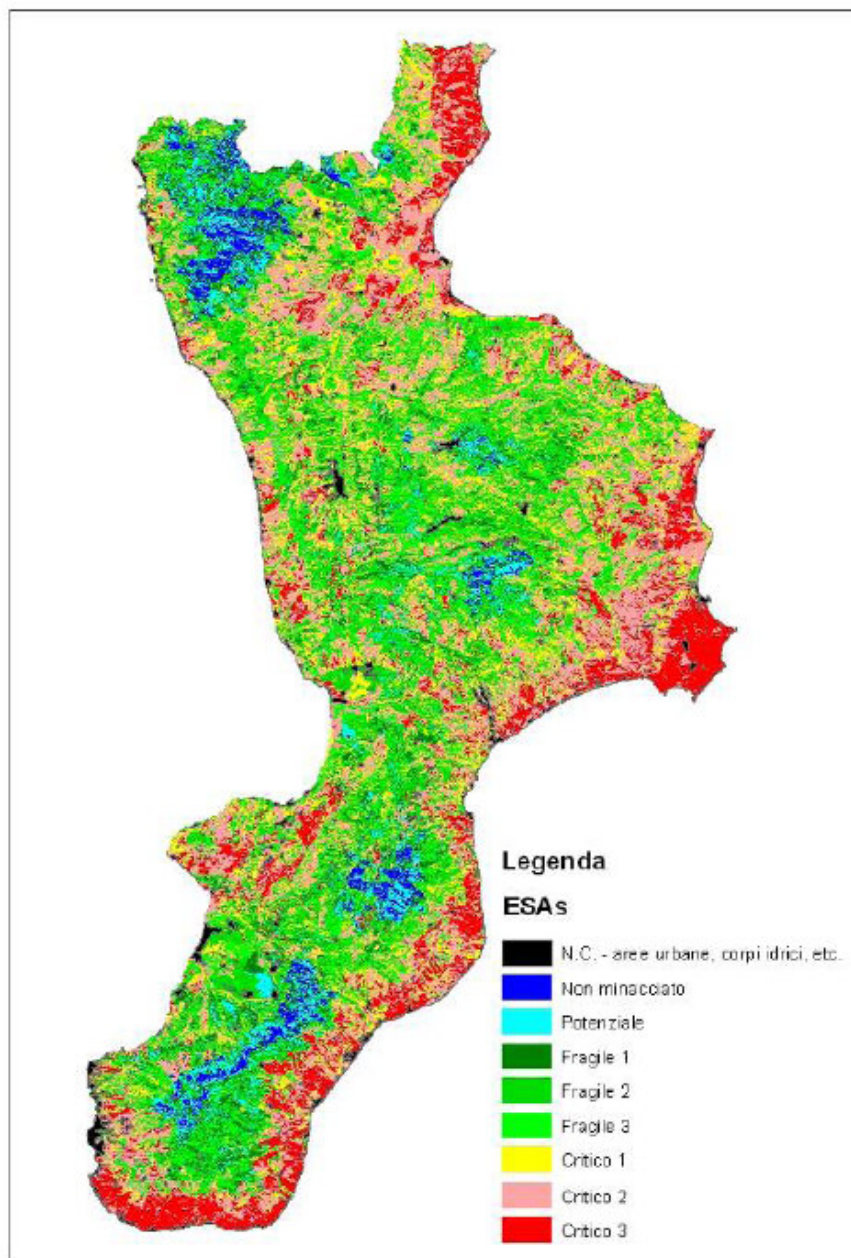 Legenda
ESAs
N.C. - aree urbane, corpi idrici, etc.
Non minacciato
Potenziale
Fragile 1
Fragile 2
Fragile 3
Critico 1
Critico 2
Critico 3